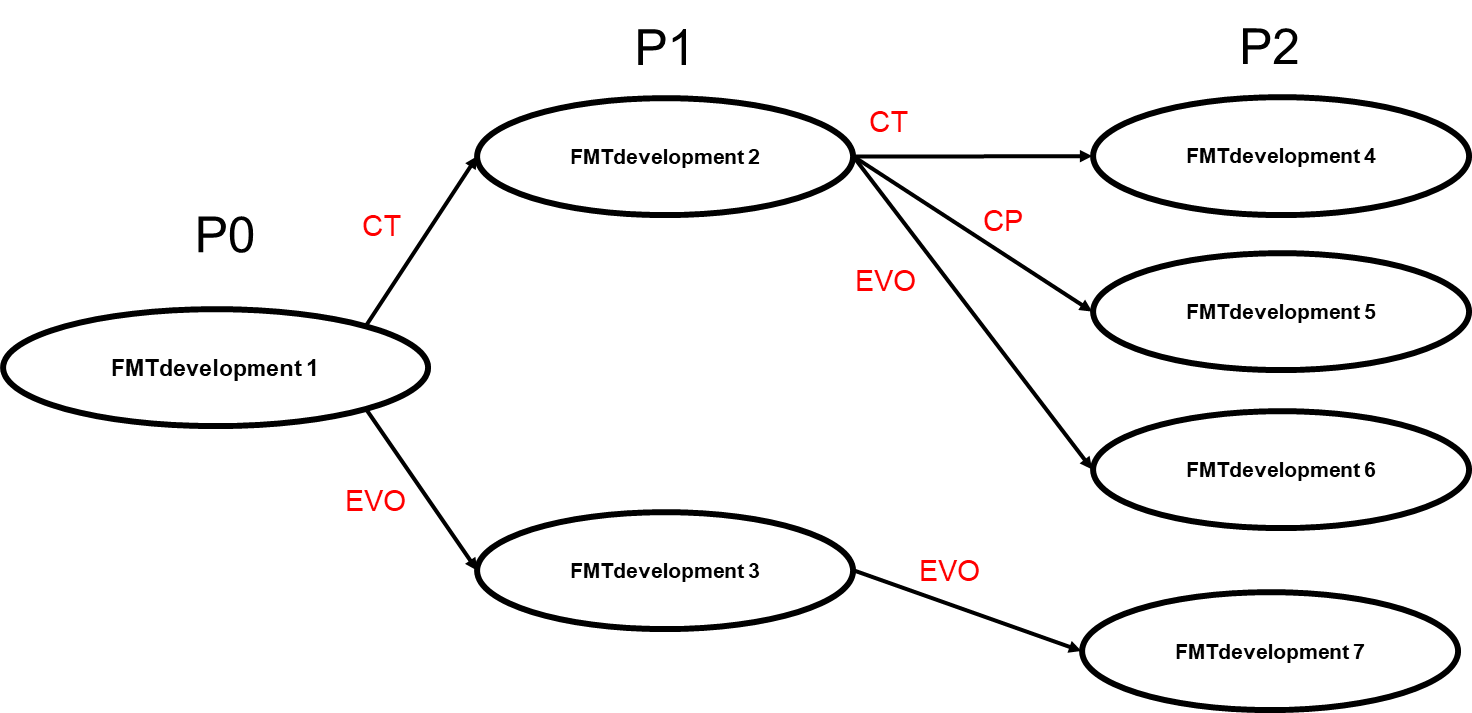 P0
P1
P2
FMTdevelopment 1
CT
EVO
FMTdevelopment 2
FMTdevelopment 3
CT
CP
EVO
EVO
FMTdevelopment 4
FMTdevelopment 5
FMTdevelopment 6
FMTdevelopment 7